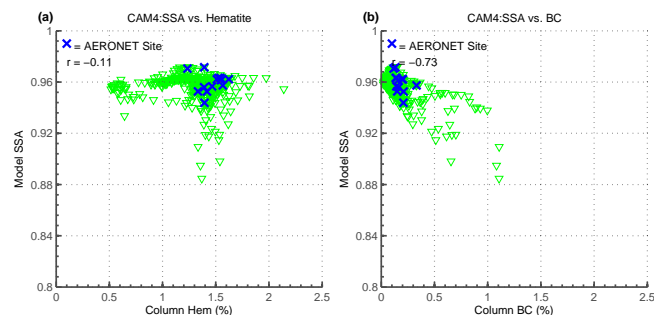 (a) CAM4:SSA vs. Hematite
1
× = AERONET Site
r = −0.11
0.96
0.92
0.88
0.84
0.8
Model SSA
0 0.5 1 1.5 2 2.5
Column Hem (%)
(b) CAM4:SSA vs. BC
1
× = AERONET Site
r = −0.73
0.96
0.92
0.88
0.84
0.8
Model SSA
0 0.5 1 1.5 2 2.5
Column BC (%)